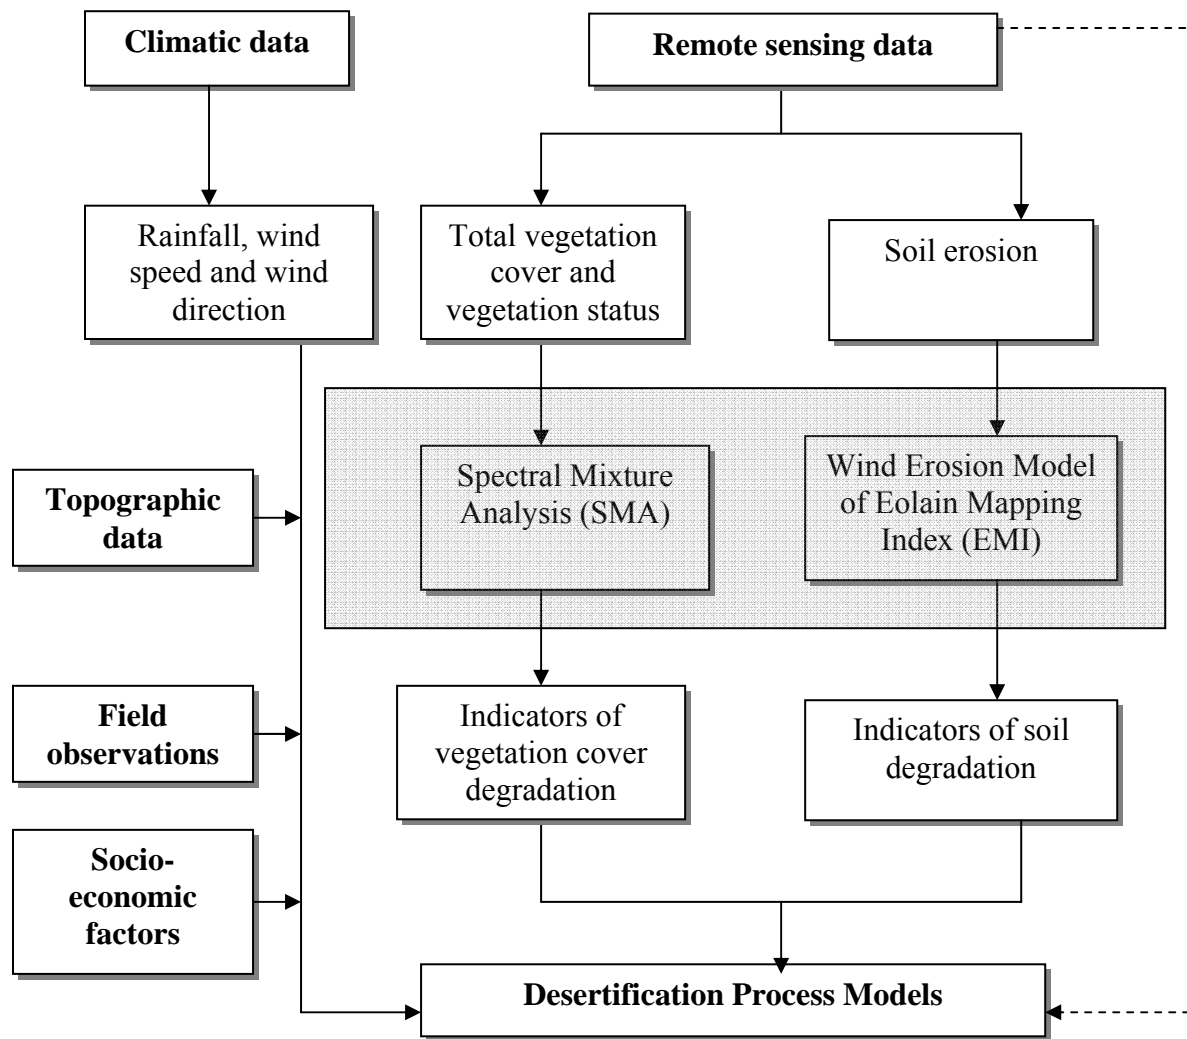 Climatic data
Remote sensing data
Rainfall, wind
speed and wind
direction
Total vegetation
cover and
vegetation status
Soil erosion
Topographic
data
Spectral Mixture
Analysis (SMA)
Wind Erosion Model
of Eolain Mapping
Index (EMI)
Field
observations
Indicators of
vegetation cover
degradation
Indicators of soil
degradation
Socio-
economic
factors
Desertification Process Models